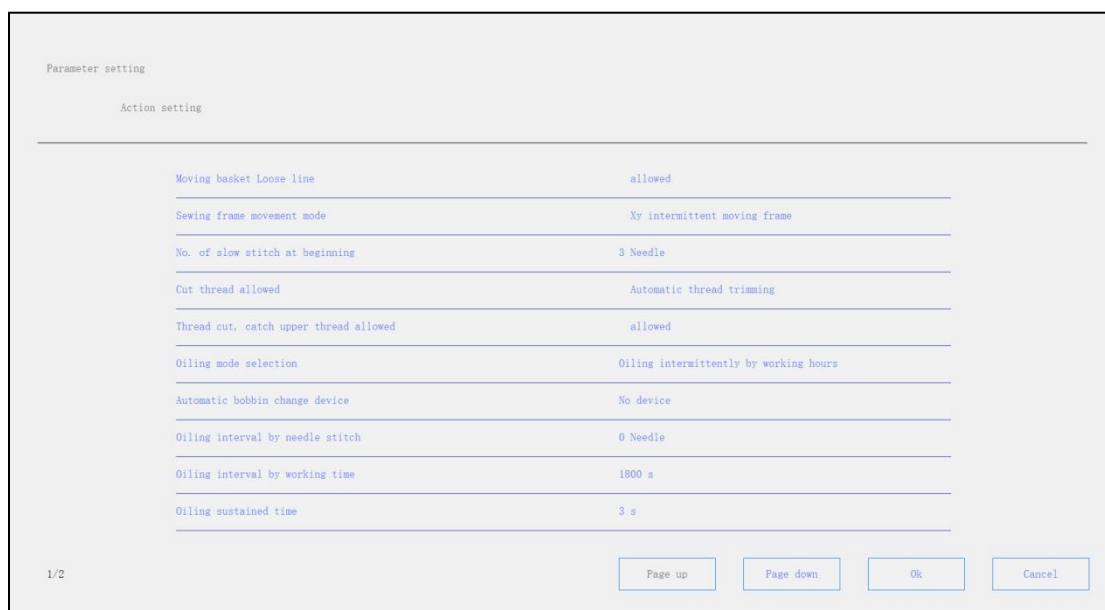 Parameter setting
Action setting
Moving basket Loose line allowed
Sewing frame movement mode Xy intermittent moving frame
No. of slow stitch at beginning 3 Needle
Cut thread allowed Automatic thread trimming
Thread cut, catch upper thread allowed allowed
Oiling mode selection Oiling intermittently by working hours
Automatic bobbin change device No device
Oiling interval by needle stitch 0 Needle
Oiling interval by working time 1800 s
Oiling sustained time 3 s
1/2 Page up Page down Ok Cancel